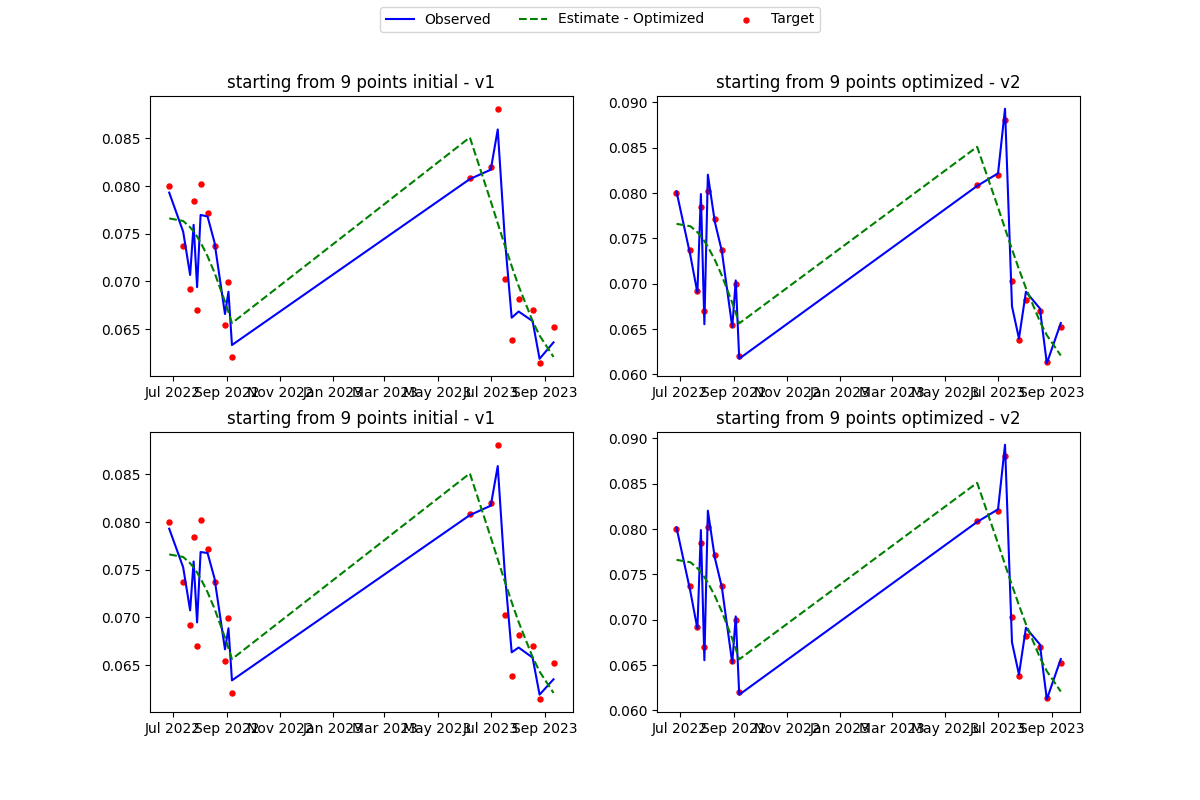 Observed Estimate - Optimized Target
starting from 9 points initial - v1
0.085
0.080
0.075
0.070
0.065
Jul 2022 Sep 2022 Nov 2022 Jan 2023 Mar 2023 May 2023 Jul 2023 Sep 2023
starting from 9 points optimized - v2
0.090
0.085
0.080
0.075
0.070
0.065
0.060
Jul 2022 Sep 2022 Nov 2022 Jan 2023 Mar 2023 May 2023 Jul 2023 Sep 2023
starting from 9 points initial - v1
0.085
0.080
0.075
0.070
0.065
Jul 2022 Sep 2022 Nov 2022 Jan 2023 Mar 2023 May 2023 Jul 2023 Sep 2023
starting from 9 points optimized - v2
0.090
0.085
0.080
0.075
0.070
0.065
0.060
Jul 2022 Sep 2022 Nov 2022 Jan 2023 Mar 2023 May 2023 Jul 2023 Sep 2023